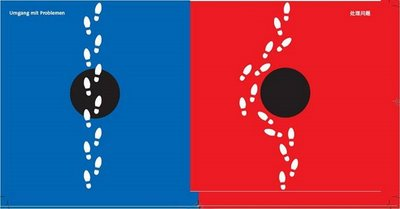 Umgang mit Problemen
处理问题